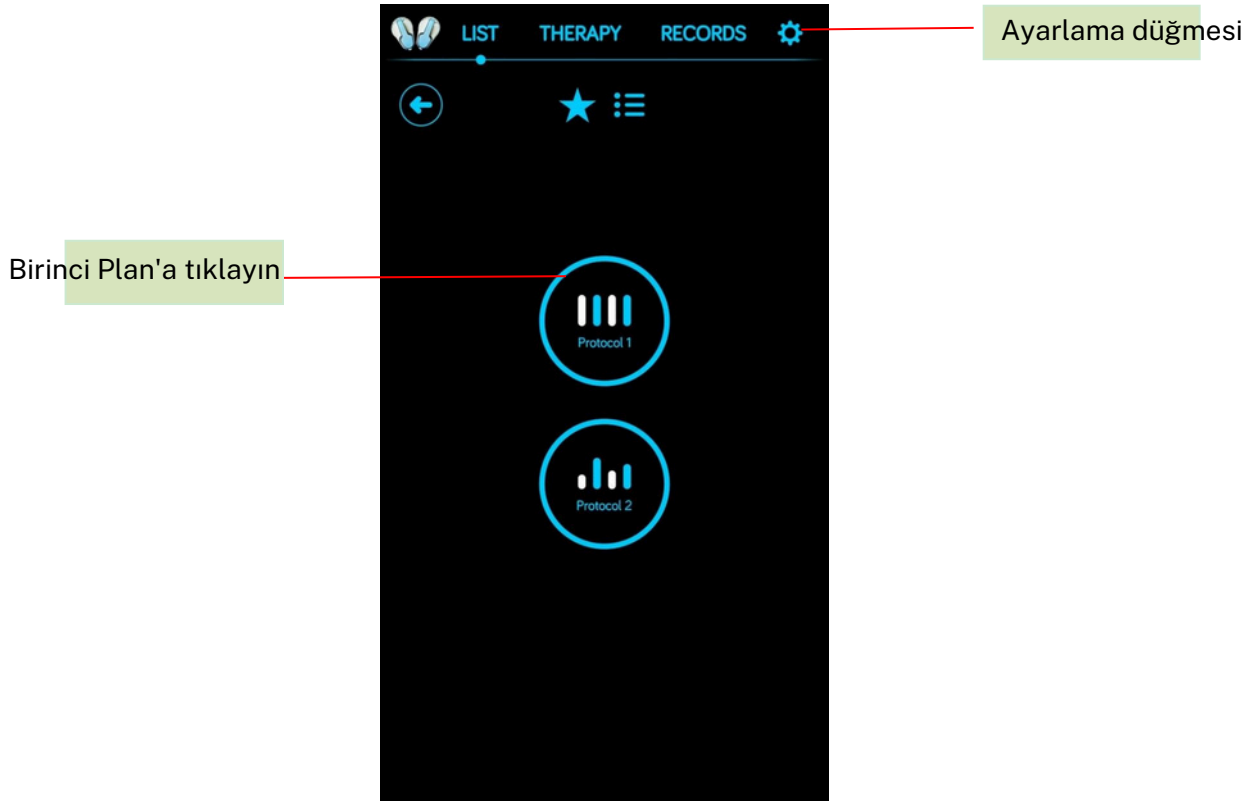 LIST THERAPY RECORDS
Ayarlama düğmesi
Birinci Plan'a tıklayın
Protocol 1
Protocol 2